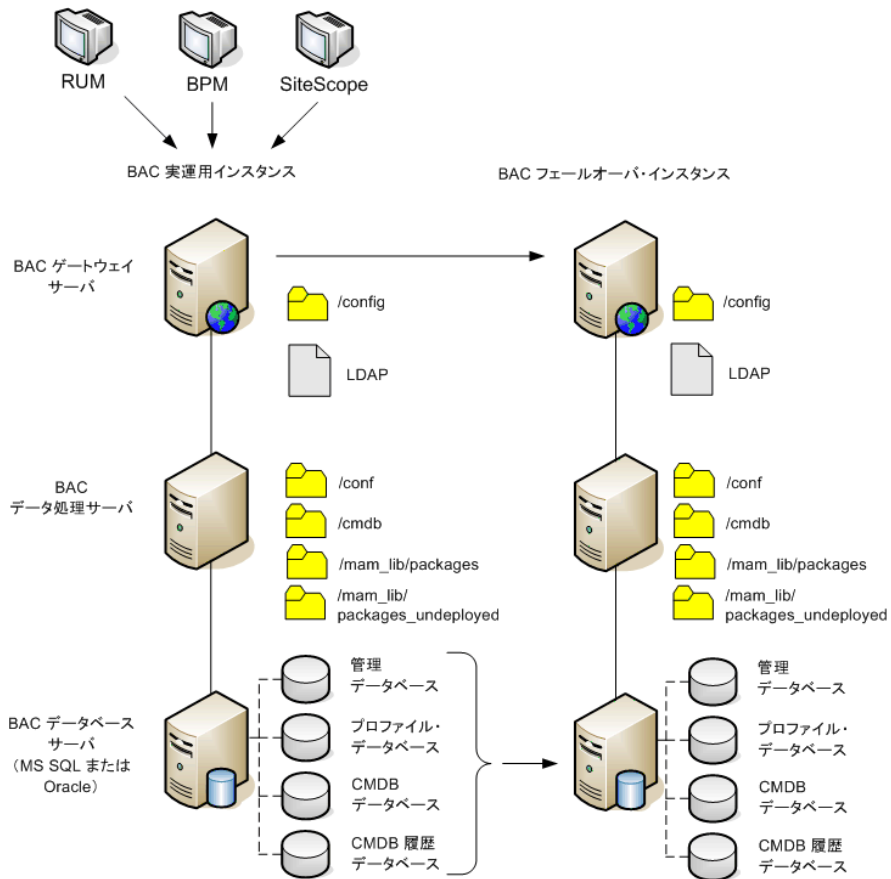 RUM
BPM
SiteScope
BAC 実運用インスタンス
BAC フェールオーバ・インスタンス
BAC ゲートウェイ
サーバ
/config
LDAP
/config
LDAP
BAC
データ処理サーバ
/conf
/cmdb
/mam_lib/packages
/mam_lib/
packages_undeployed
/conf
/cmdb
/mam_lib/packages
/mam_lib/
packages_undeployed
BAC データベース
サーバ
（MS SQL または
Oracle）
管理
データベース
プロファイル・
データベース
CMDB
データベース
CMDB 履歴
データベース
管理
データベース
プロファイル・
データベース
CMDB
データベース
CMDB 履歴
データベース